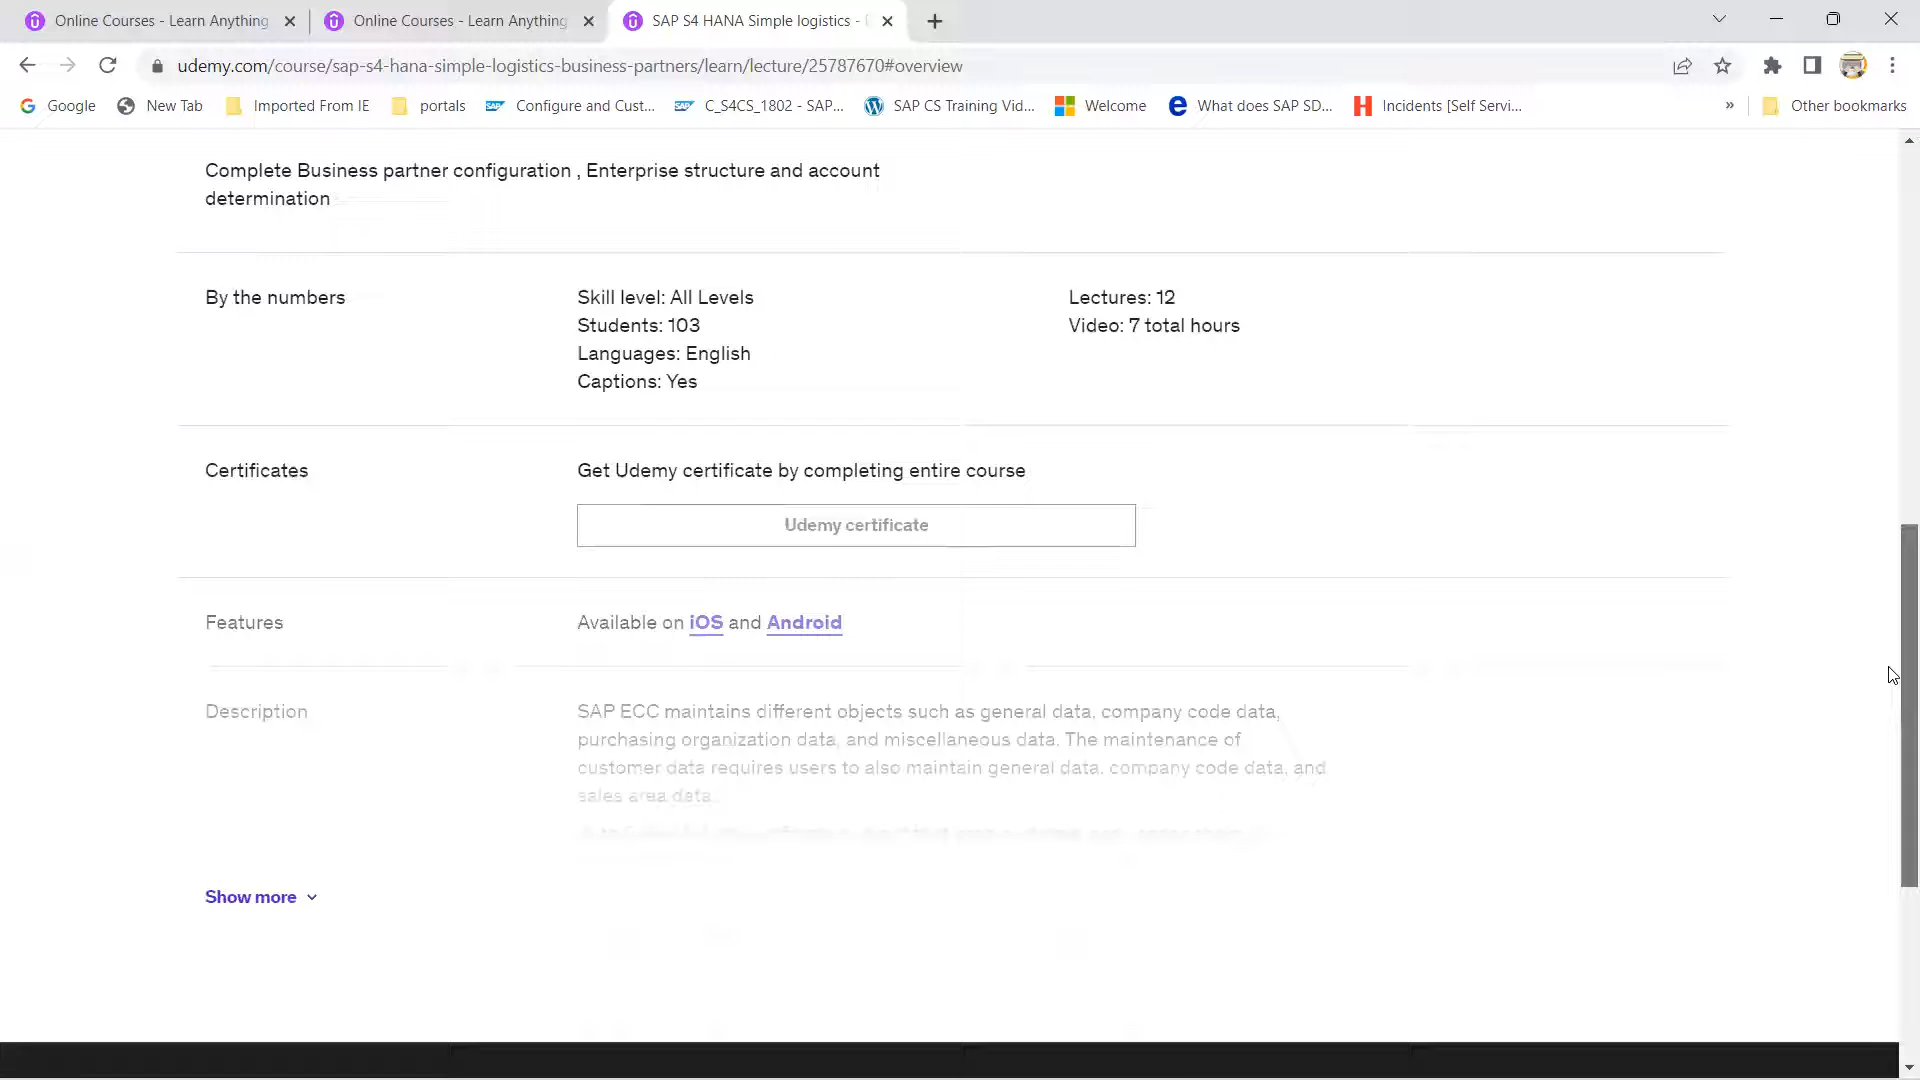 Online Courses - Learn Anything
Online Courses - Learn Anything
SAP S4 HANA Simple logistics -
udemy.com/course/sap-s4-hana-simple-logistics-business-partners/learn/lecture/25787670#overview
Google
New Tab
Imported From IE
portals
Configure and Cust...
C_S4CS_1802 - SAP...
SAP CS Training Vid...
Welcome
What does SAP SD...
Incidents [Self Servi...
»
Other bookmarks
Complete Business partner configuration , Enterprise structure and account
determination
By the numbers
Skill level: All Levels
Students: 103
Languages: English
Captions: Yes
Lectures: 12
Video: 7 total hours
Certificates
Get Udemy certificate by completing entire course
Udemy certificate
Features
Available on iOS and Android
Description
SAP ECC maintains different objects such as general data, company code data,
purchasing organization data, and miscellaneous data. The maintenance of
customer data requires users to also maintain general data, company code data, and
sales area data.
Show more